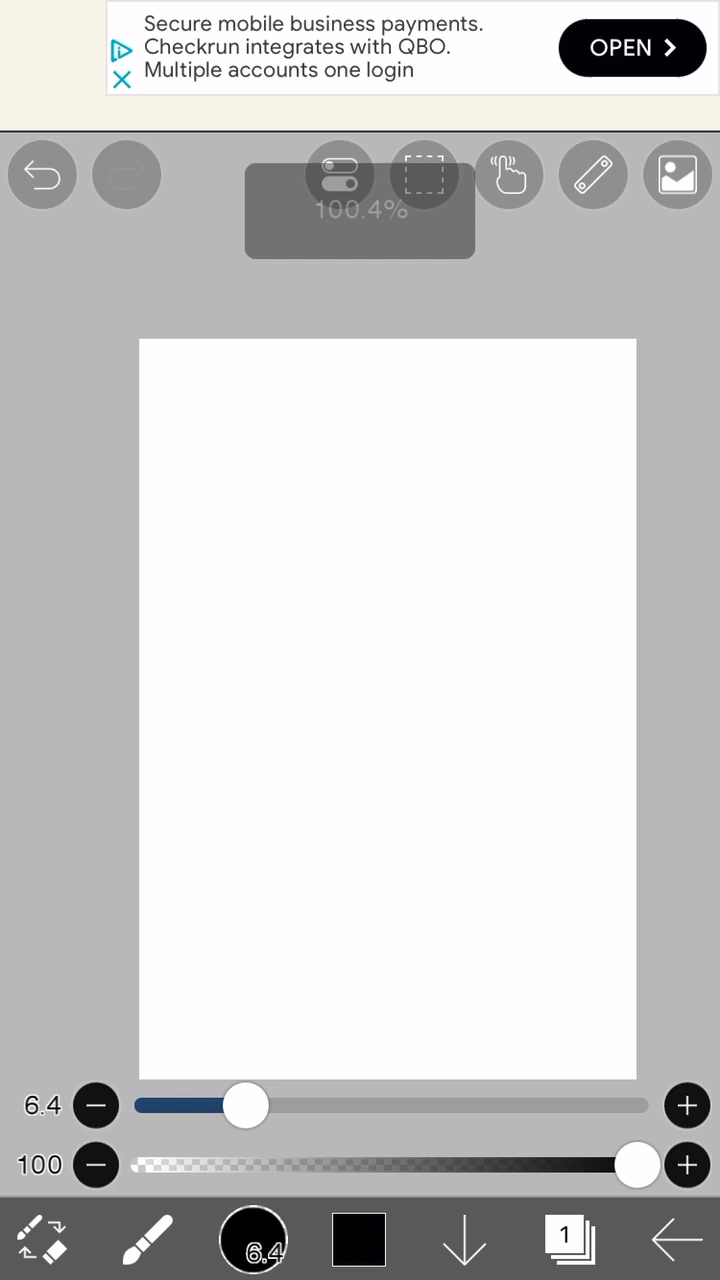 Secure mobile business payments.
Checkrun integrates with QBO.
Multiple accounts one login
OPEN
100.4%
6.4
100
6.4
1